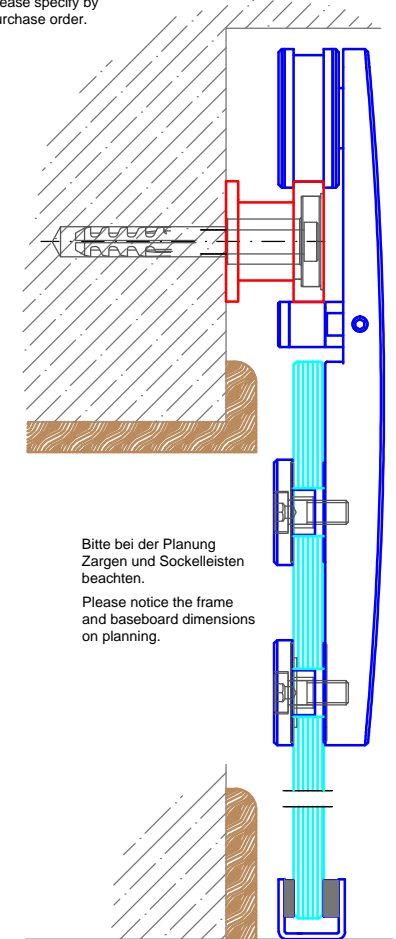 ease specify by
urchase order.
Bitte bei der Planung
Zargen und Sockelleisten
beachten.
Please notice the frame
and baseboard dimensions
on planning.